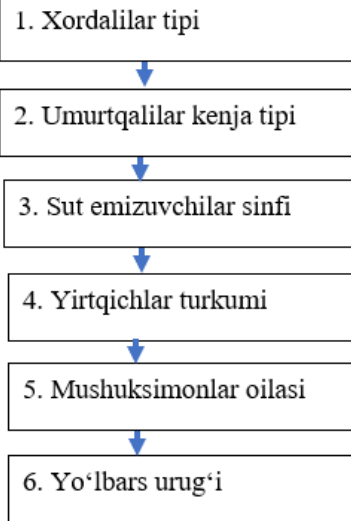 1. Xordalilar tipi
2. Umurtqalilar kenja tipi
3. Sut emizuvchilar sinfi
4. Yirtqichlar turkumi
5. Mushuksimonlar oilasi
6. Yo‘lbars urug‘i